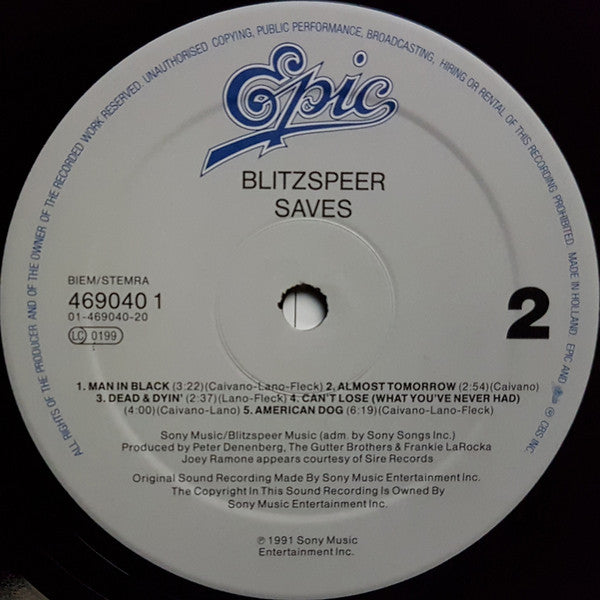 ALL RIGHTS OF THE PRODUCER AND OF THE OWNER OF THE RECORDED WORK RESERVED. UNAUTHORISED COPYING, PUBLIC PERFORMANCE, BROADCASTING, HIRING OR RENTAL OF THIS RECORDING PROHIBITED. MADE IN HOLLAND EPIC AND ℗ CBS INC.
Epic
BLITZSPEER
SAVES
BIEM/STEMRA
469040 1
01-469040-20
LC 0199
2
1. MAN IN BLACK (3:22)(Caivano-Lano-Fleck) 2. ALMOST TOMORROW (2:54)(Caivano)
3. DEAD & DYIN' (2:37)(Lano-Fleck) 4. CAN'T LOSE (WHAT YOU'VE NEVER HAD)
(4:00)(Caivano-Lano) 5. AMERICAN DOG (6:19)(Caivano-Lano-Fleck)
Sony Music/Blitzspeer Music (adm. by Sony Songs Inc.)
Produced by Peter Denenberg, The Gutter Brothers & Frankie LaRocka
Joey Ramone appears courtesy of Sire Records
Original Sound Recording Made By Sony Music Entertainment Inc.
The Copyright In This Sound Recording Is Owned By
Sony Music Entertainment Inc.
℗ 1991 Sony Music
Entertainment Inc.